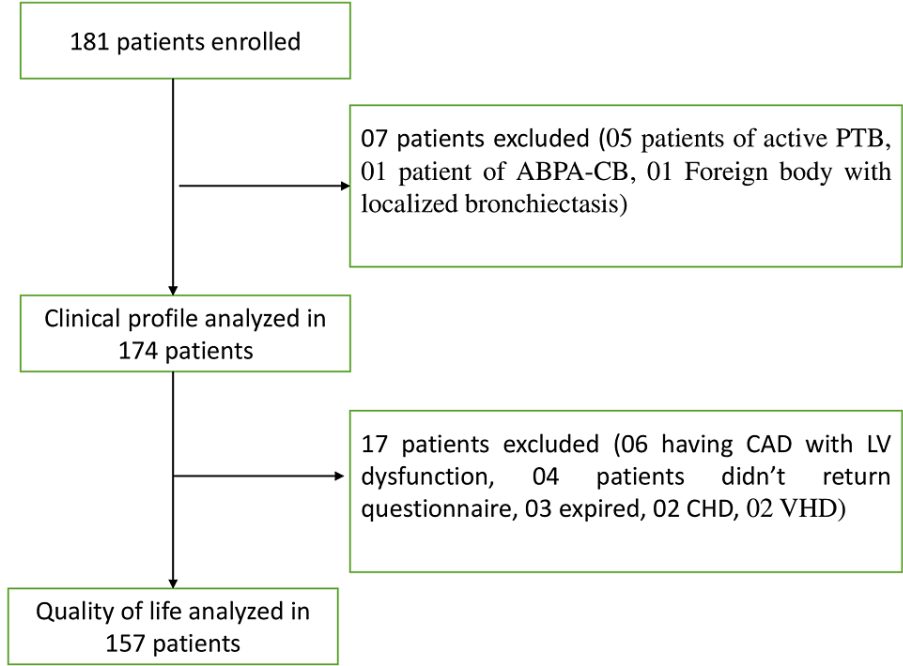 181 patients enrolled
07 patients excluded (05 patients of active PTB,
01 patient of ABPA-CB, 01 Foreign body with
localized bronchiectasis)
Clinical profile analyzed in
174 patients
17 patients excluded (06 having CAD with LV
dysfunction, 04 patients didn’t return
questionnaire, 03 expired, 02 CHD, 02 VHD)
Quality of life analyzed in
157 patients